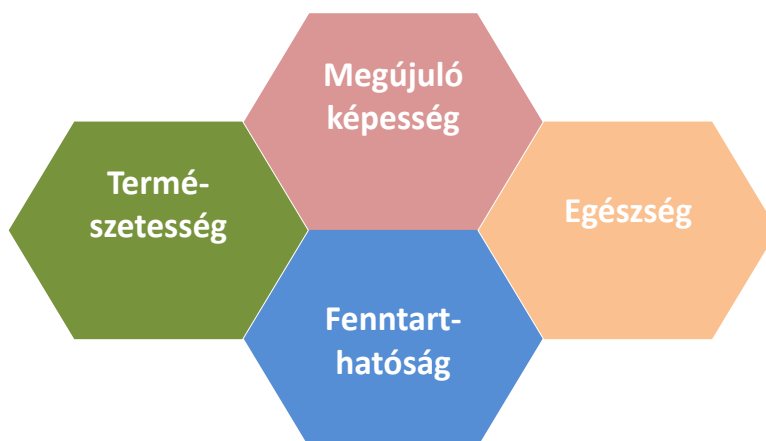 Megújuló
képesség
Termé-
szetesség
Egészség
Fenntart-
hatóság